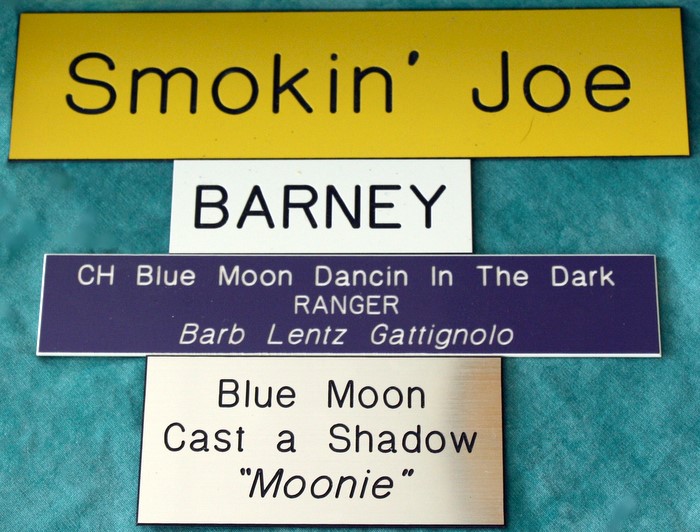 Smokin' Joe
BARNEY
CH Blue Moon Dancin In The Dark
RANGER
Barb Lentz Gattignolo
Blue Moon
Cast a Shadow
"Moonie"